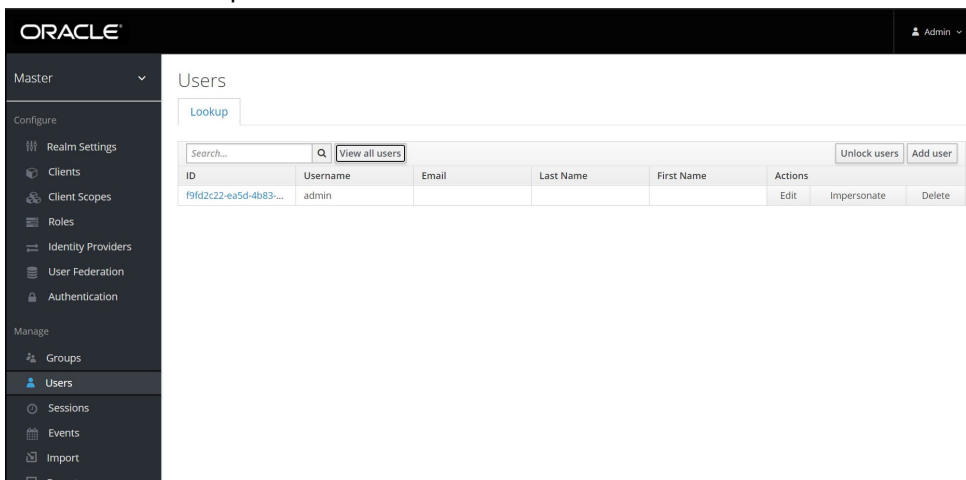 ORACLE®
Admin
Master
Configure
Realm Settings
Clients
Client Scopes
Roles
Identity Providers
User Federation
Authentication
Manage
Groups
Users
Sessions
Events
Import
Users
Lookup
Search... View all users Unlock users Add user
ID Username Email Last Name First Name Actions
f9fd2c22-ea5d-4b83-... admin Edit Impersonate Delete